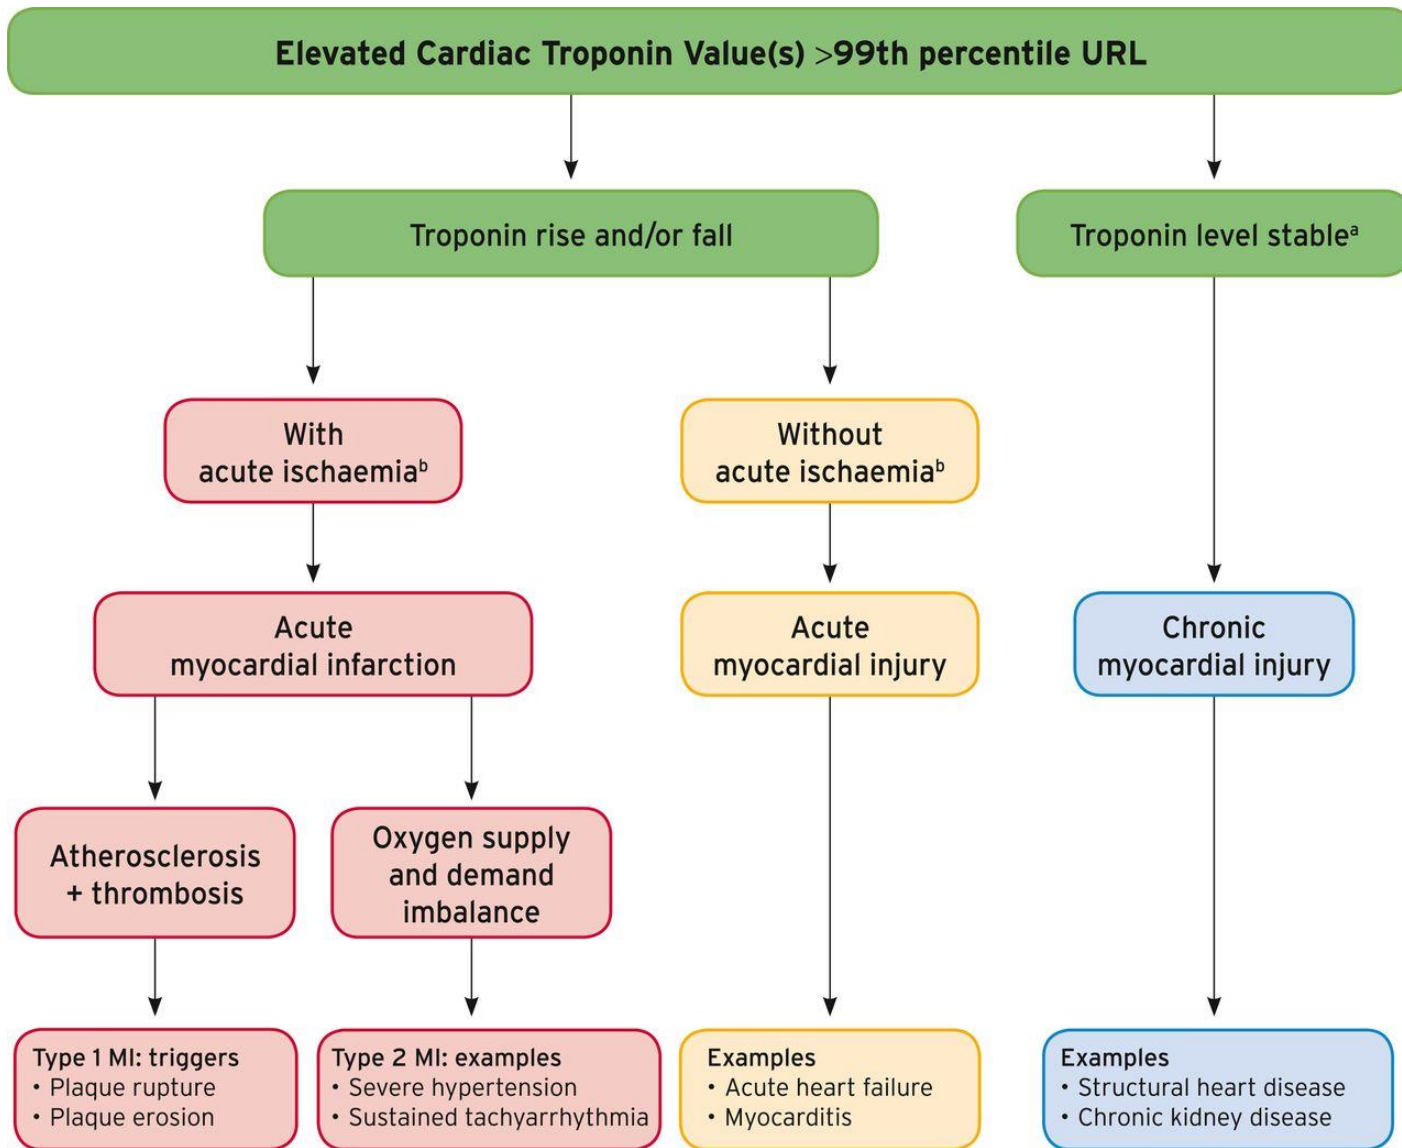 Elevated Cardiac Troponin Value(s) >99th percentile URL
Troponin rise and/or fall
Troponin level stableᵃ
With
acute ischaemiaᵇ
Without
acute ischaemiaᵇ
Acute
myocardial infarction
Acute
myocardial injury
Chronic
myocardial injury
Atherosclerosis
+ thrombosis
Oxygen supply
and demand
imbalance
Type 1 MI: triggers
• Plaque rupture
• Plaque erosion
Type 2 MI: examples
• Severe hypertension
• Sustained tachyarrhythmia
Examples
• Acute heart failure
• Myocarditis
Examples
• Structural heart disease
• Chronic kidney disease